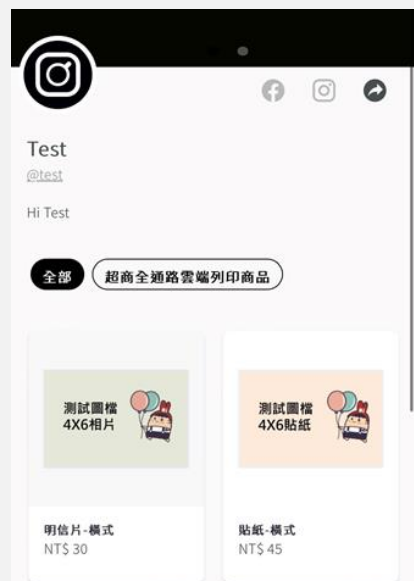 Test
@test
Hi Test
全部
超商全通路雲端列印商品
測試圖檔
4X6相片
測試圖檔
4X6貼紙
明信片-橫式
NT$ 30
貼紙-橫式
NT$ 45